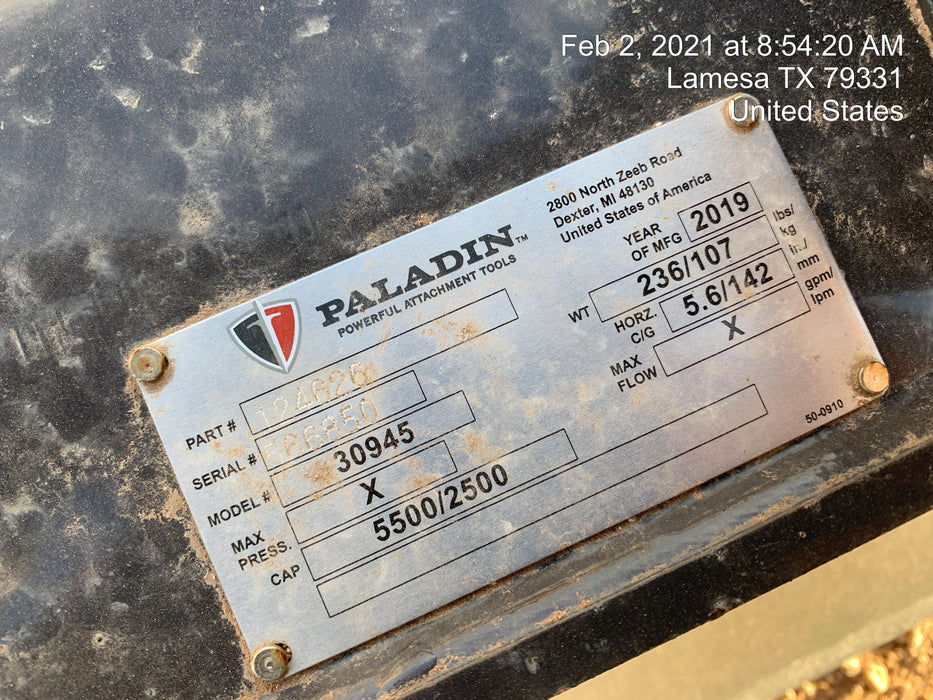 Feb 2, 2021 at 8:54:20 AM
Lamesa TX 79331
United States
PALADIN™
POWERFUL ATTACHMENT TOOLS
2800 North Zeeb Road
Dexter, MI 48130
United States of America
YEAR OF MFG 2019
WT 236/107 lbs/kg
HORZ. C/G 5.6/142 in./mm
MAX FLOW X gpm/lpm
PART # 124626
SERIAL # 566850
MODEL # 30945
MAX PRESS. X
CAP 5500/2500
50-0910